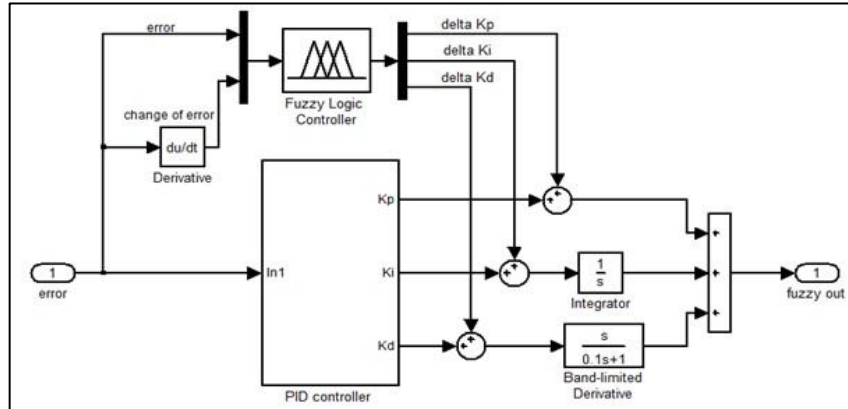 error
delta Kp
delta Ki
delta Kd
Fuzzy Logic
Controller
change of error
du/dt
Derivative
Kp
1
error
In1
Ki
1
s
Integrator
1
fuzzy out
Kd
s
0.1s+1
Band-limited
Derivative
PID controller